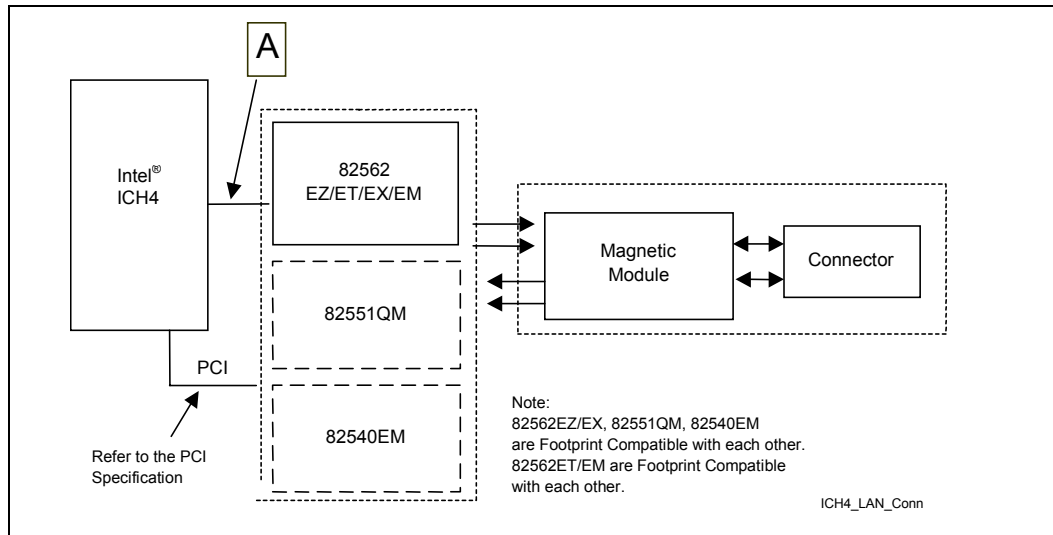 A
Intel®
ICH4
82562
EZ/ET/EX/EM
Magnetic
Module
Connector
82551QM
PCI
82540EM
Refer to the PCI
Specification
Note:
82562EZ/EX, 82551QM, 82540EM
are Footprint Compatible with each other.
82562ET/EM are Footprint Compatible
with each other.
ICH4_LAN_Conn